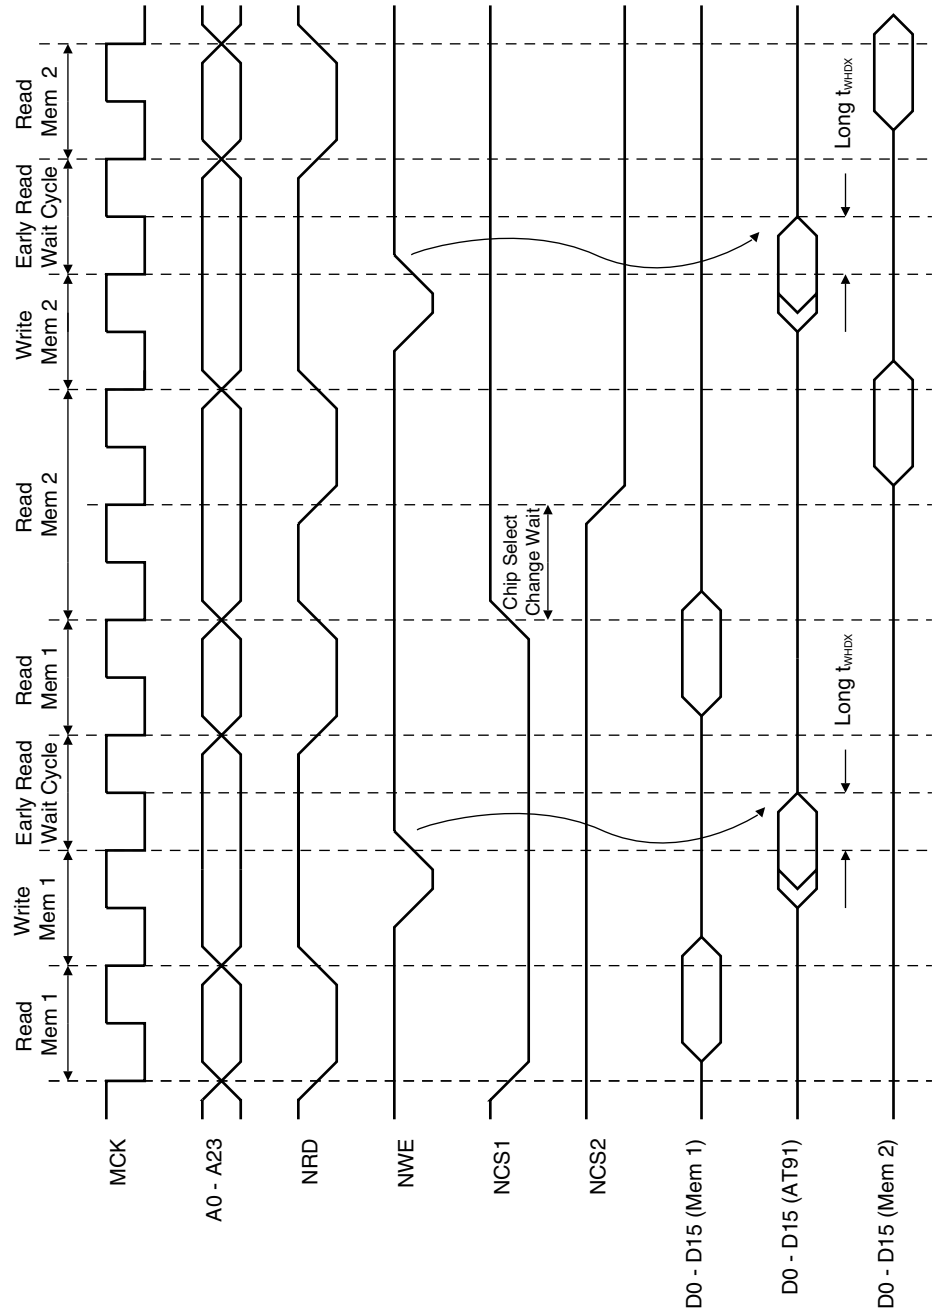 Read
Mem 1
Write
Mem 1
Early Read
Wait Cycle
Read
Mem 1
Read
Mem 2
Write
Mem 2
Early Read
Wait Cycle
Read
Mem 2
MCK
A0 - A23
NRD
NWE
NCS1
Chip Select
Change Wait
NCS2
D0 - D15 (Mem 1)
D0 - D15 (AT91)
Long tWHDX
Long tWHDX
D0 - D15 (Mem 2)